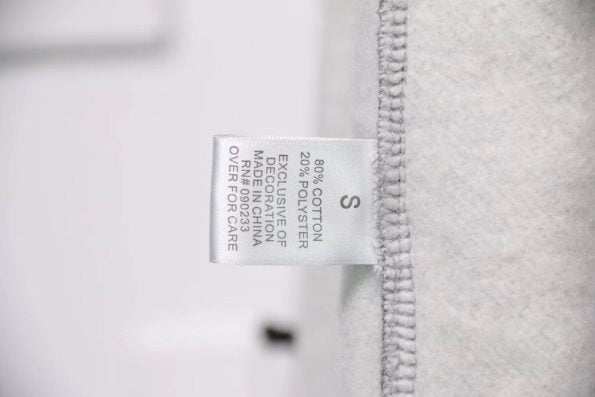 S
80% COTTON
20% POLYSTER
EXCLUSIVE OF
DECORATION
MADE IN CHINA
RN# 090233
OVER FOR CARE